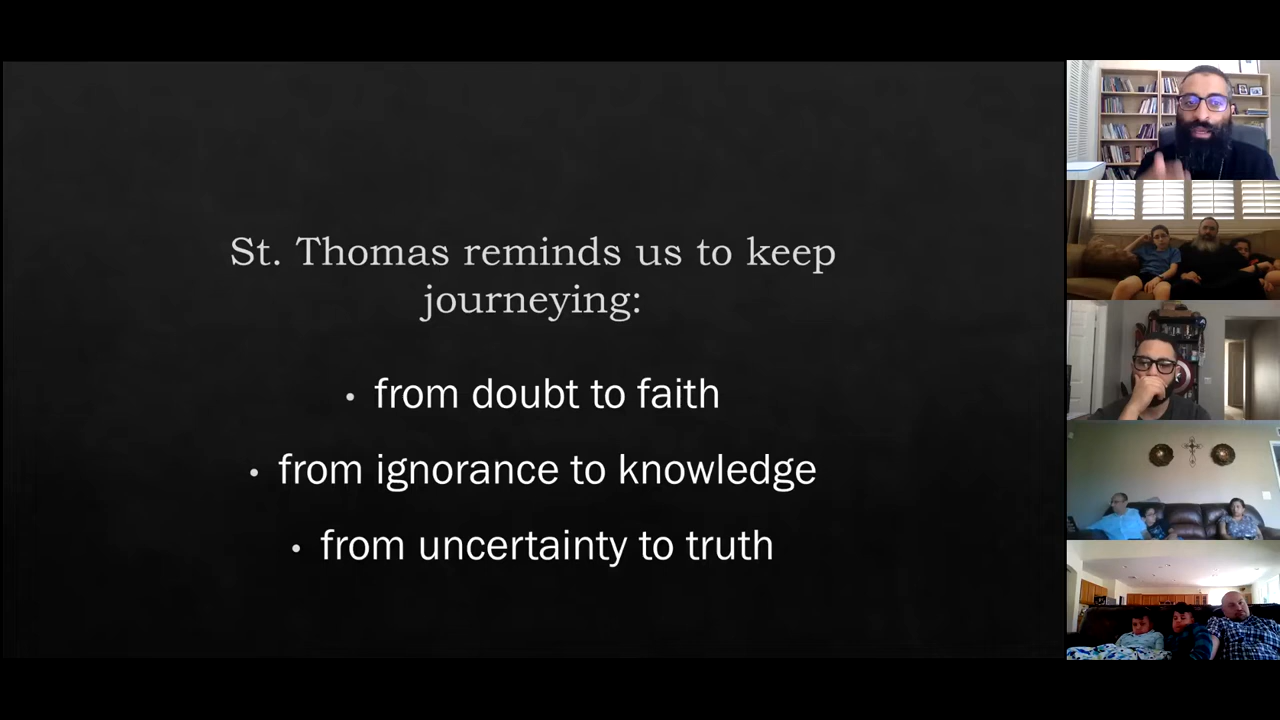 St. Thomas reminds us to keep
journeying:
• from doubt to faith
• from ignorance to knowledge
• from uncertainty to truth